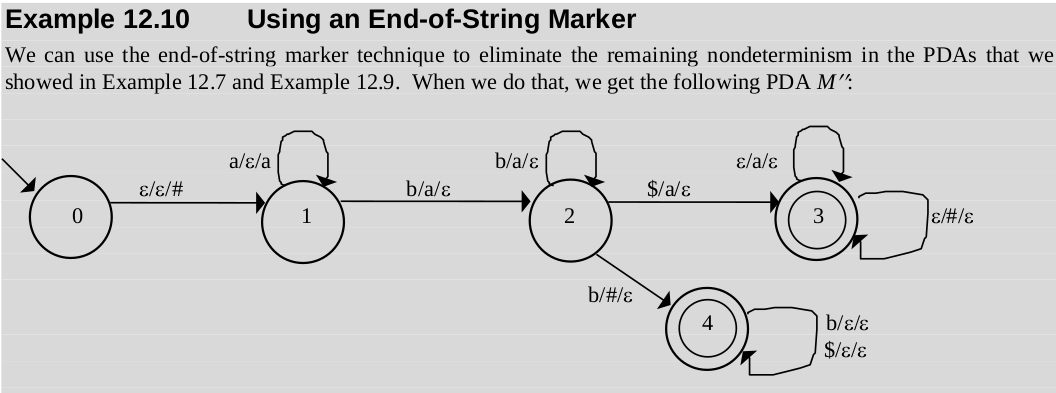 Example 12.10 Using an End-of-String Marker
We can use the end-of-string marker technique to eliminate the remaining nondeterminism in the PDAs that we
showed in Example 12.7 and Example 12.9. When we do that, we get the following PDA M′′:
a/ε/a
b/a/ε
ε/a/ε
ε/ε/#
b/a/ε
$/a/ε
0
1
2
3
ε/#/ε
b/#/ε
4
b/ε/ε
$/ε/ε